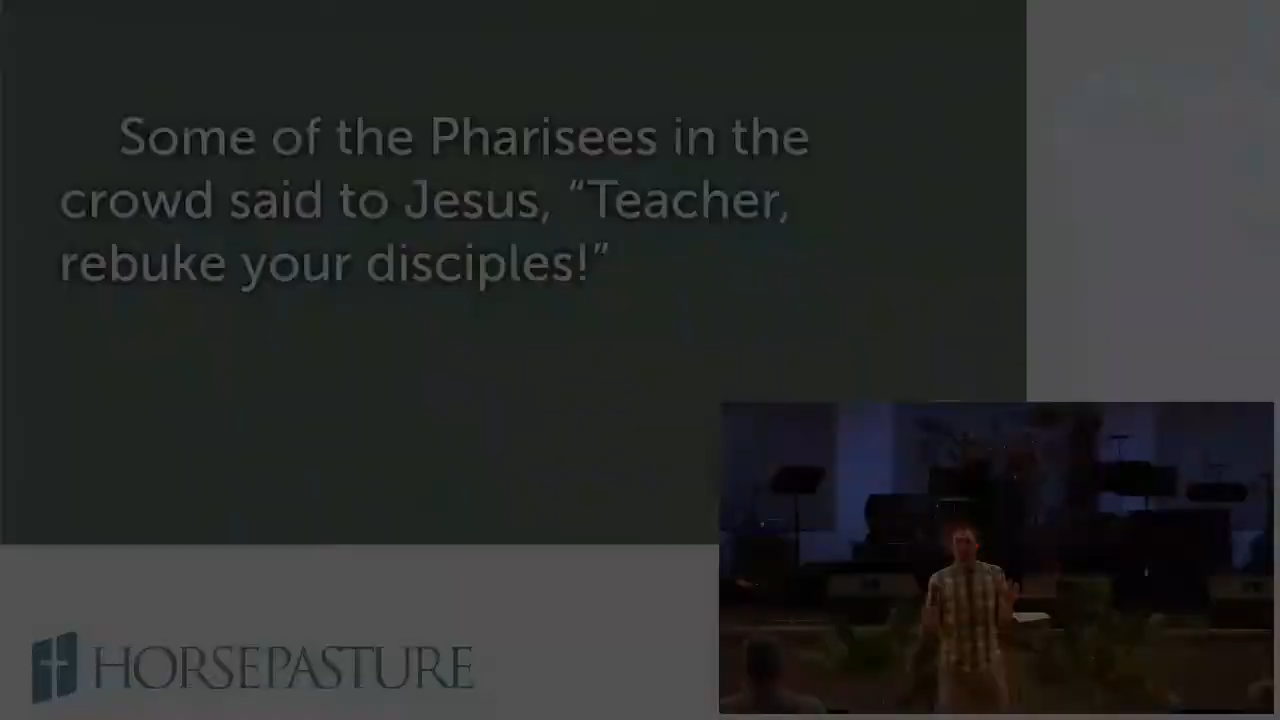 Some of the Pharisees in the
crowd said to Jesus, “Teacher,
rebuke your disciples!”
HORSEPASTURE